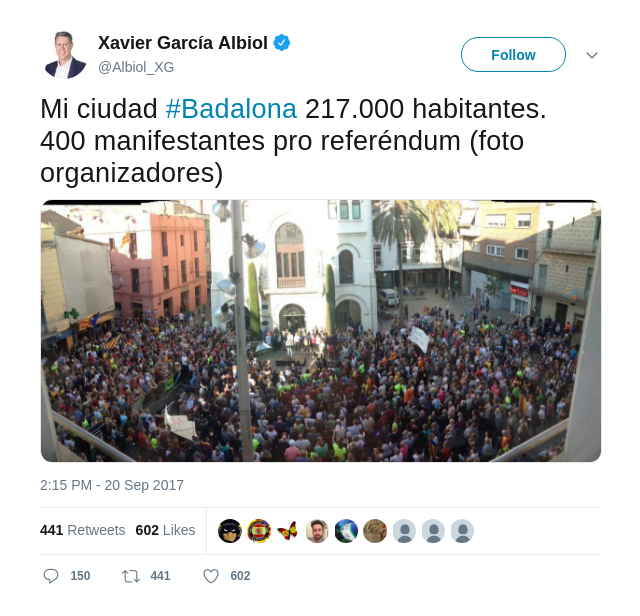 Xavier García Albiol
@Albiol_XG
Follow
Mi ciudad #Badalona 217.000 habitantes.
400 manifestantes pro referéndum (foto
organizadores)
2:15 PM - 20 Sep 2017
441 Retweets 602 Likes
150 441 602